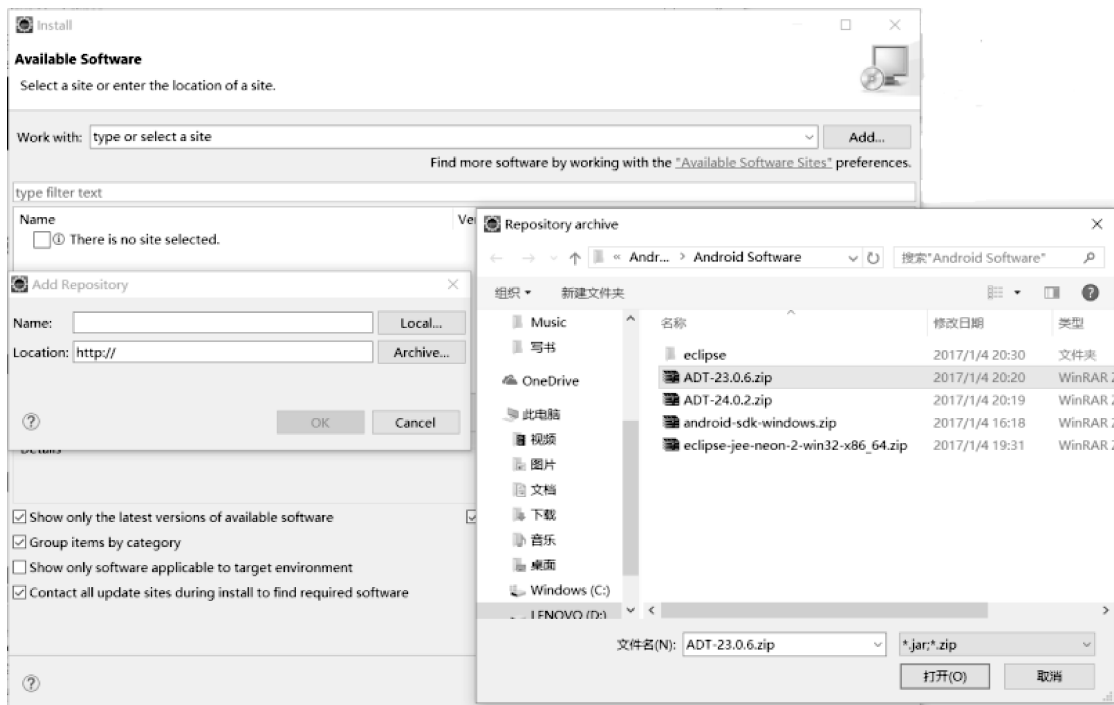 Install
Available Software
Select a site or enter the location of a site.
Work with: type or select a site Add...
Find more software by working with the "Available Software Sites" preferences.
type filter text
Name
There is no site selected.
Add Repository
Name: Local...
Location: http:// Archive...
OK Cancel
Show only the latest versions of available software
Group items by category
Show only software applicable to target environment
Contact all update sites during install to find required software
Repository archive
« Andr... > Android Software 搜索"Android Software"
组织 新建文件夹
Music
写书
OneDrive
此电脑
视频
图片
文档
下载
音乐
桌面
Windows (C:)
LENOVO (D:)
名称 修改日期 类型
eclipse 2017/1/4 20:30 文件夹
ADT-23.0.6.zip 2017/1/4 20:20 WinRAR Z
ADT-24.0.2.zip 2017/1/4 20:19 WinRAR Z
android-sdk-windows.zip 2017/1/4 16:18 WinRAR Z
eclipse-jee-neon-2-win32-x86_64.zip 2017/1/4 19:31 WinRAR Z
文件名(N): ADT-23.0.6.zip *.jar;*.zip
打开(O) 取消